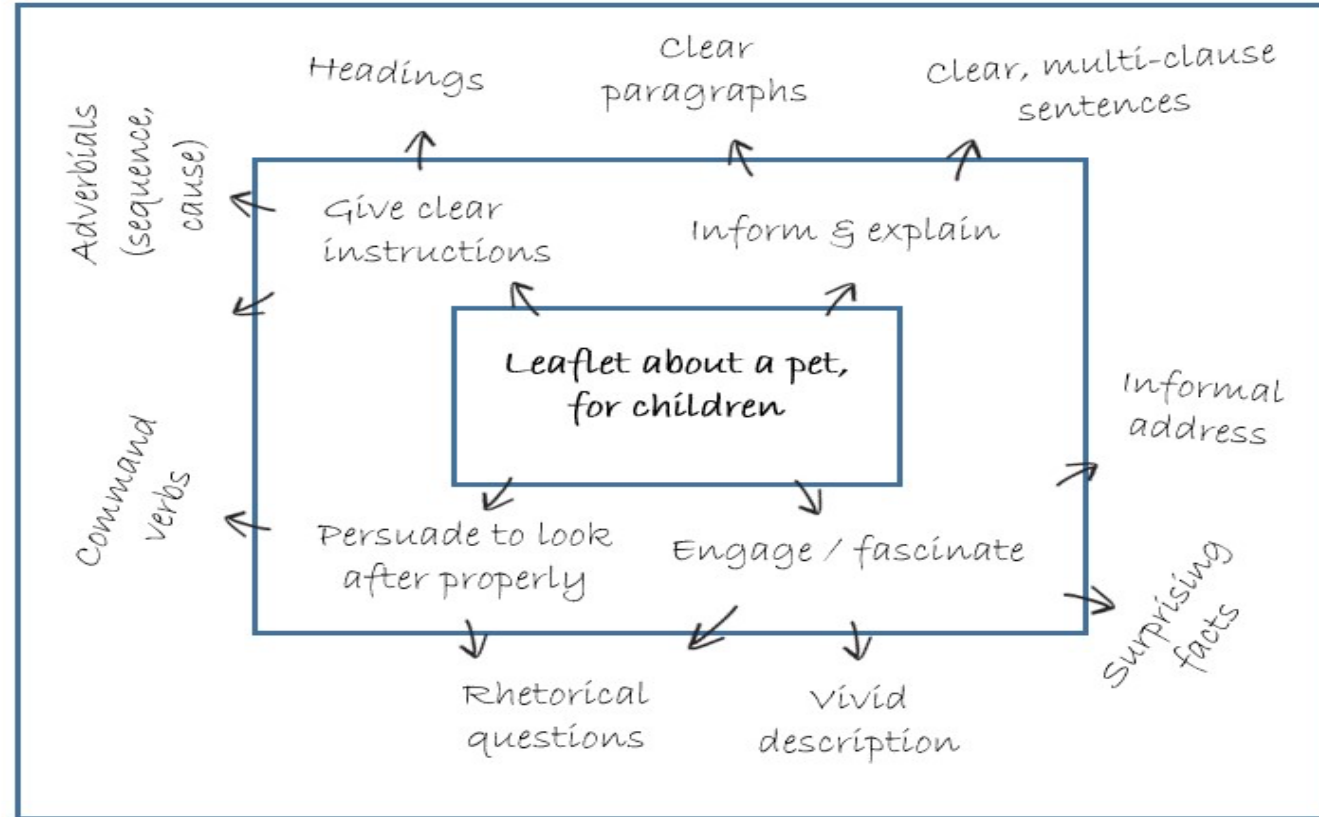 Headings
Clear
paragraphs
Clear, multi-clause
sentences
Adverbials
(sequence,
cause)
Give clear
instructions
Inform & explain
Leaflet about a pet,
for children
Informal
address
Command
verbs
Persuade to look
after properly
Engage / fascinate
Surprising
facts
Rhetorical
questions
Vivid
description